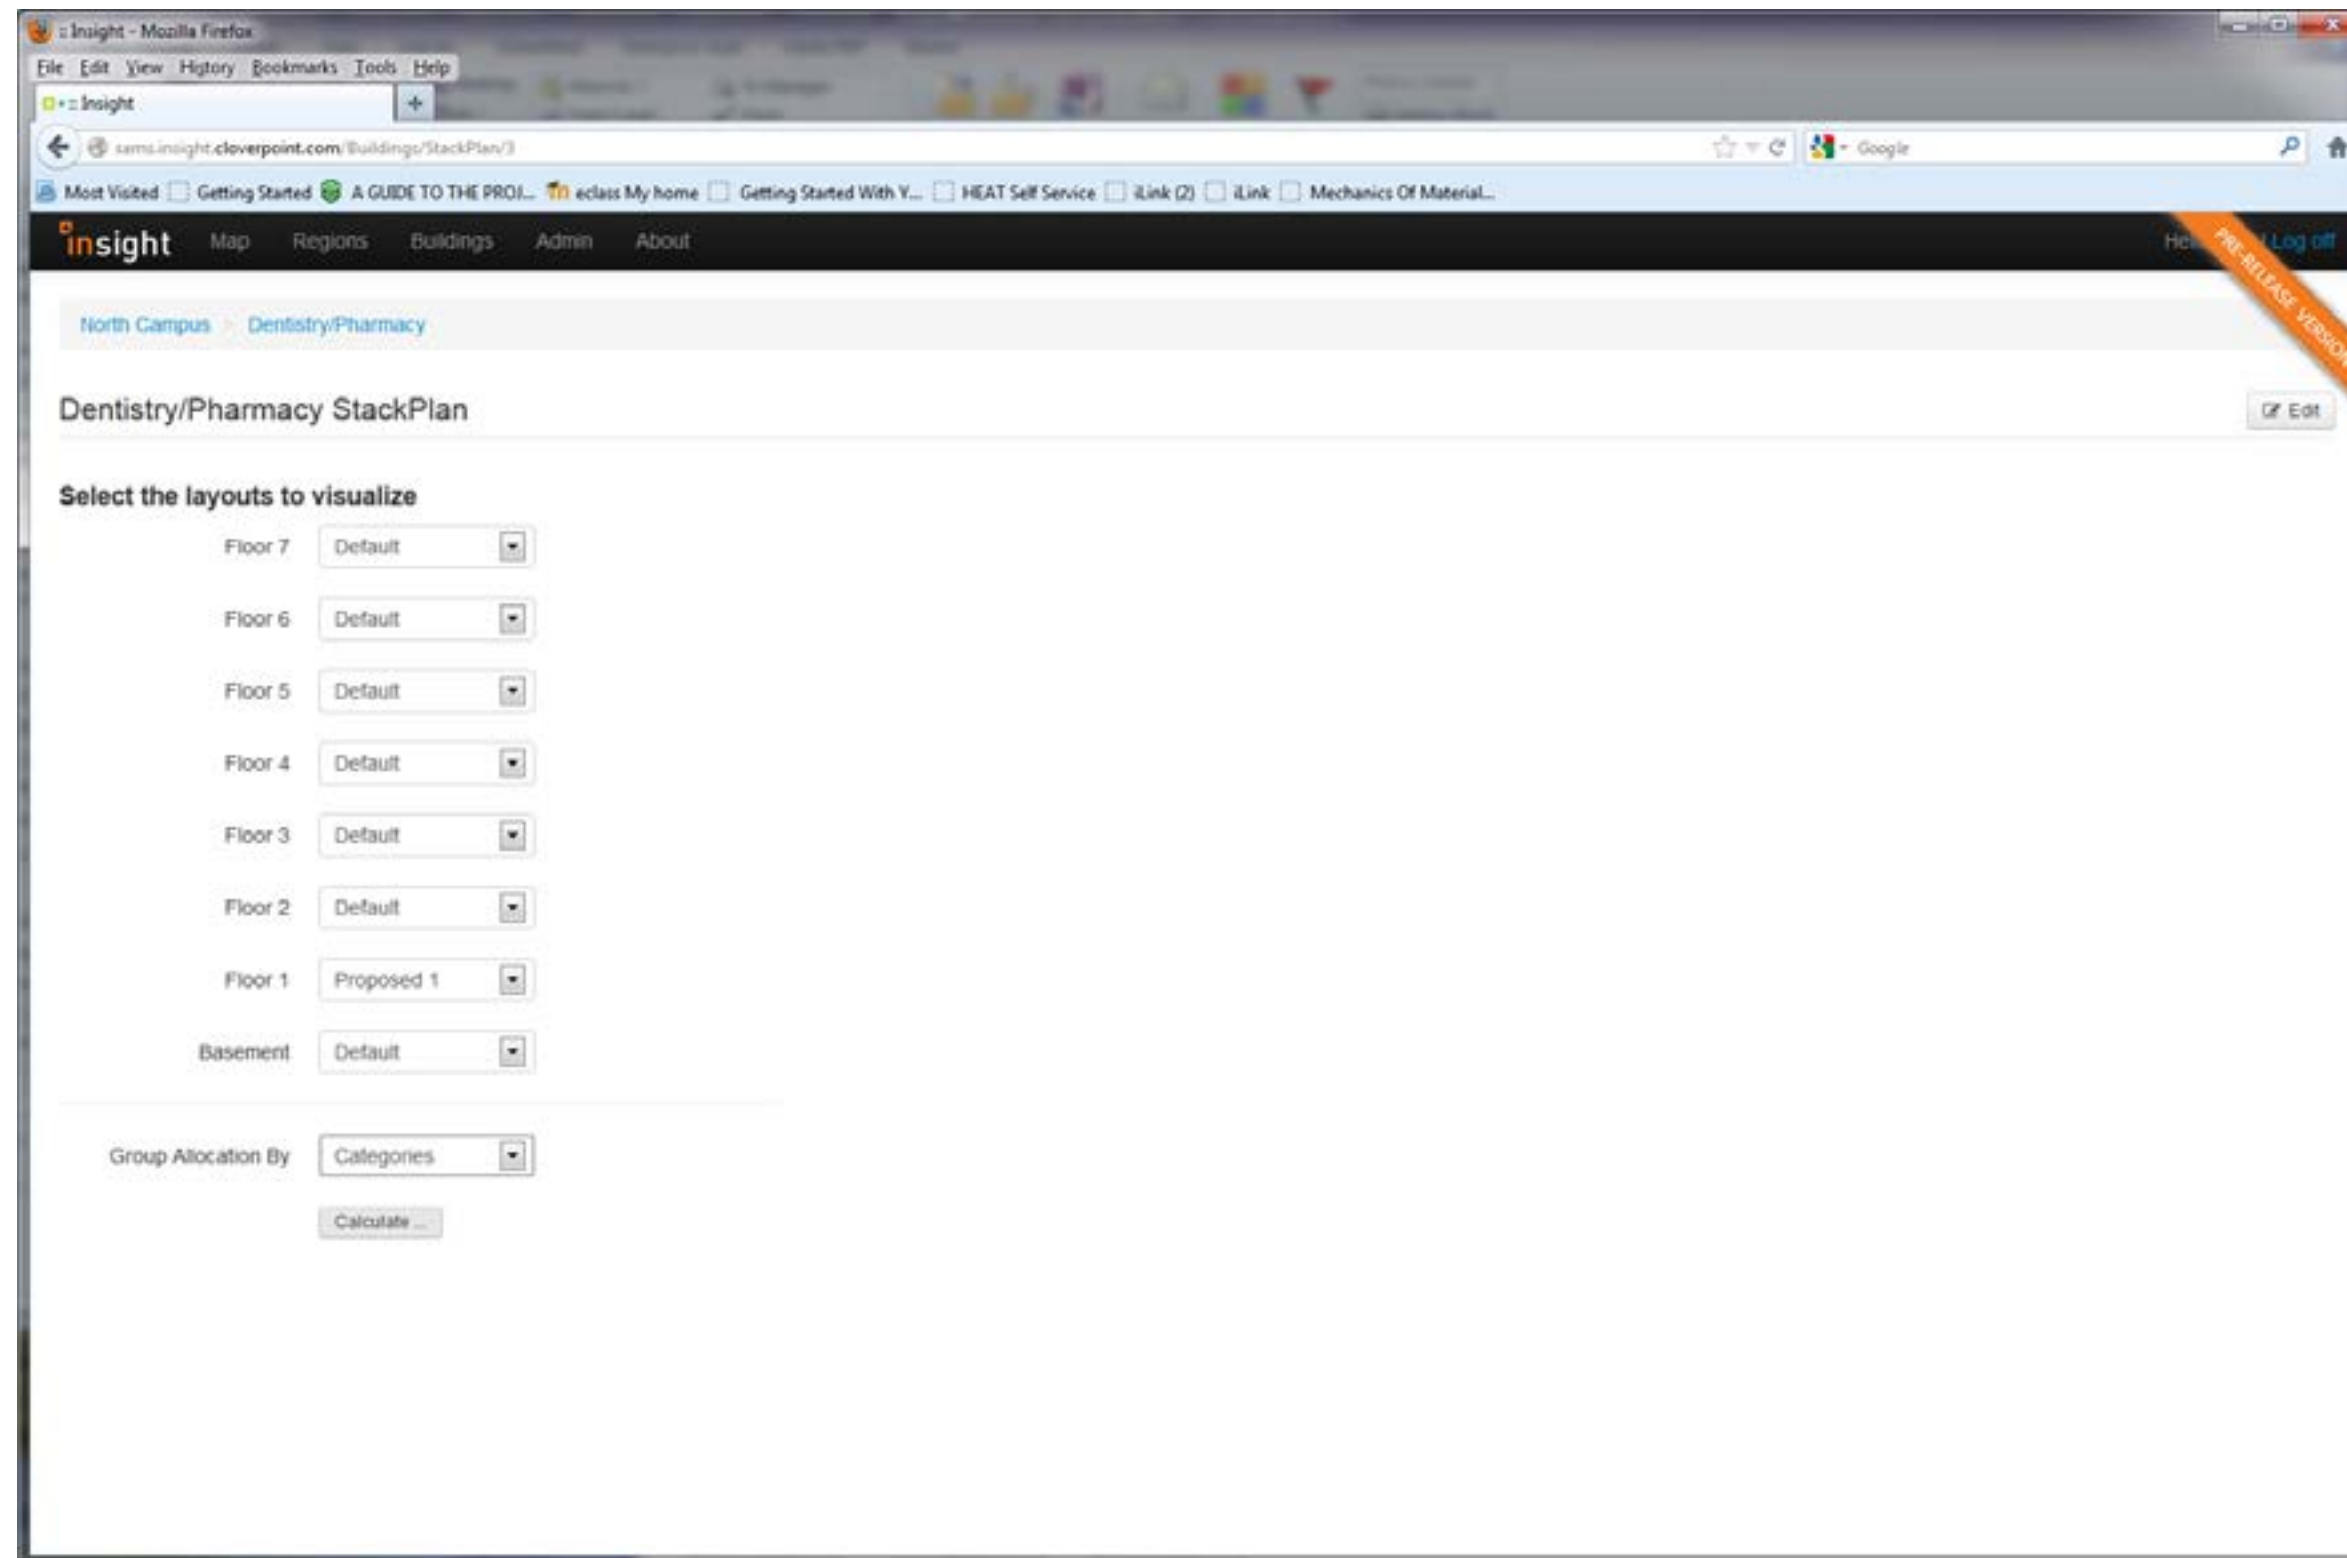 :: Insight - Mozilla Firefox
File Edit View History Bookmarks Tools Help
:: Insight
sams.insight.cloverpoint.com/Buildings/StackPlan/3
Google
Most Visited Getting Started A GUIDE TO THE PROJ... eclass My home Getting Started With Y... HEAT Self Service iLink (2) iLink Mechanics Of Material...
insight Map Regions Buildings Admin About Log off
PRE-RELEASE VERSION
North Campus Dentistry/Pharmacy
Dentistry/Pharmacy StackPlan Edit
Select the layouts to visualize
Floor 7 Default
Floor 6 Default
Floor 5 Default
Floor 4 Default
Floor 3 Default
Floor 2 Default
Floor 1 Proposed 1
Basement Default
Group Allocation By Categories
Calculate ...